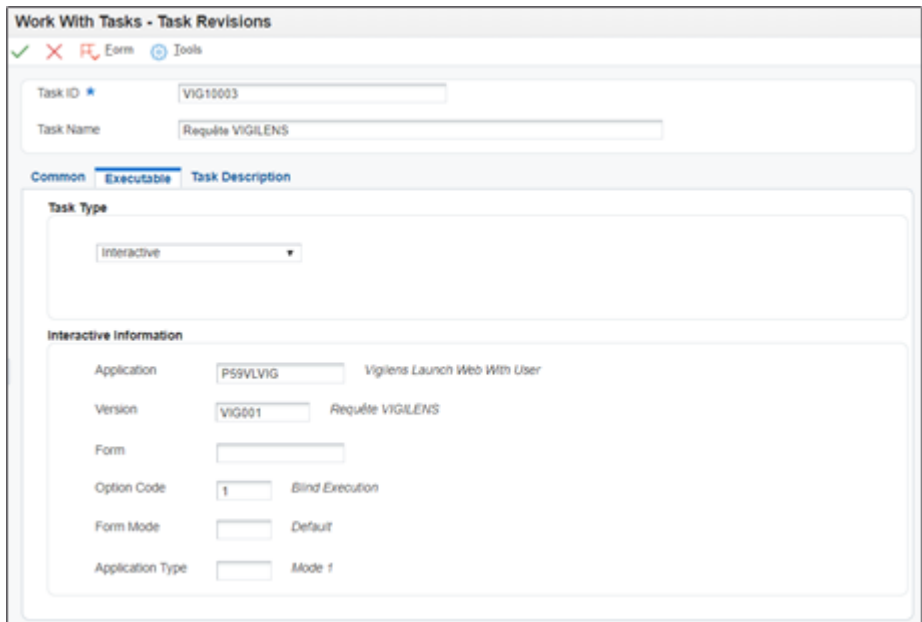 Work With Tasks - Task Revisions
Form Tools
Task ID * VIG10003
Task Name Requête VIGILENS
Common Executable Task Description
Task Type
Interactive
Interactive Information
Application P59VLVIG Vigilens Launch Web With User
Version VIG001 Requête VIGILENS
Form
Option Code 1 Blind Execution
Form Mode Default
Application Type Mode 1